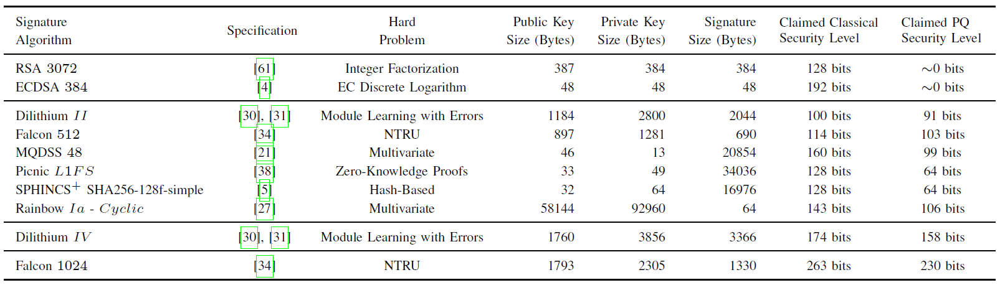 Signature Algorithm Specification Hard Problem Public Key Size (Bytes) Private Key Size (Bytes) Signature Size (Bytes) Claimed Classical Security Level Claimed PQ Security Level
RSA 3072 [61] Integer Factorization 387 384 384 128 bits ∼0 bits
ECDSA 384 [4] EC Discrete Logarithm 48 48 48 192 bits ∼0 bits
Dilithium II [30], [31] Module Learning with Errors 1184 2800 2044 100 bits 91 bits
Falcon 512 [34] NTRU 897 1281 690 114 bits 103 bits
MQDSS 48 [21] Multivariate 46 13 20854 160 bits 99 bits
Picnic L1FS [38] Zero-Knowledge Proofs 33 49 34036 128 bits 64 bits
SPHINCS+ SHA256-128f-simple [5] Hash-Based 32 64 16976 128 bits 64 bits
Rainbow Ia - Cyclic [27] Multivariate 58144 92960 64 143 bits 106 bits
Dilithium IV [30], [31] Module Learning with Errors 1760 3856 3366 174 bits 158 bits
Falcon 1024 [34] NTRU 1793 2305 1330 263 bits 230 bits